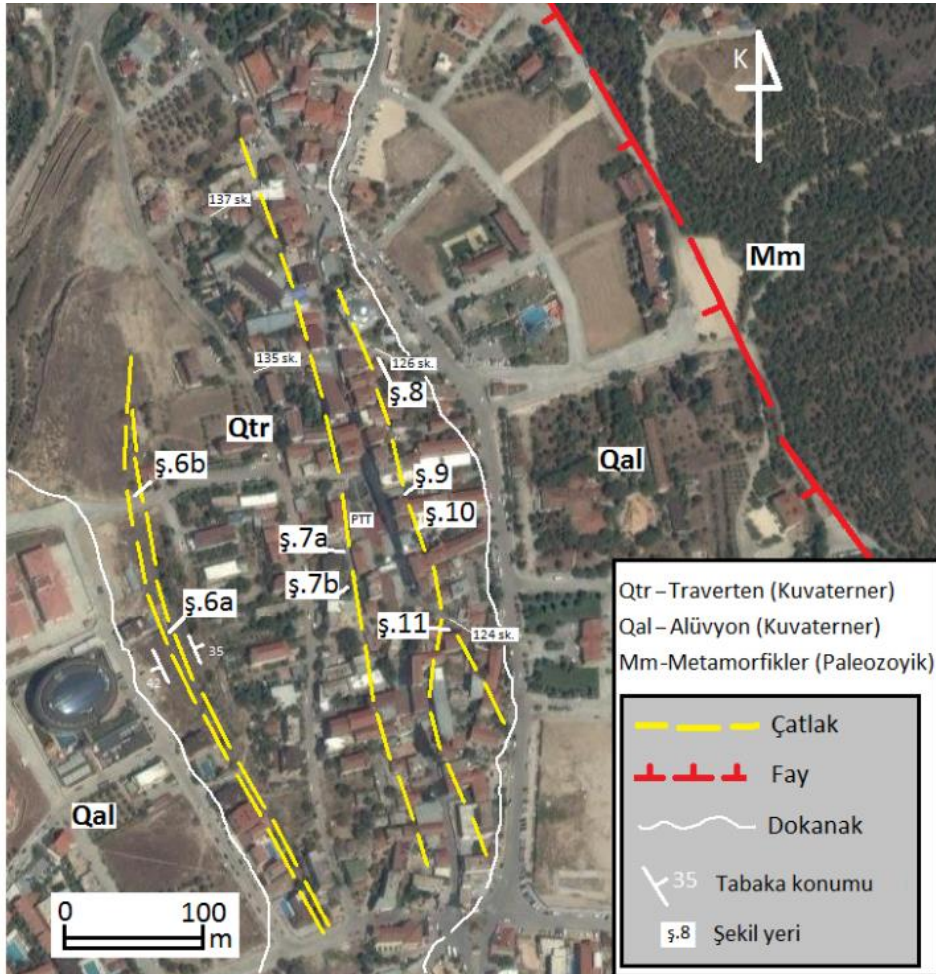 K
137 sk.
Mm
135 sk.
126 sk.
ş.8
Qtr
ş.6b
ş.9
Qal
ş.10
PTT
ş.7a
ş.7b
ş.6a
ş.11
124 sk.
35
42
Qal
0 100
m
Qtr–Traverten (Kuvaterner)
Qal–Alüvyon (Kuvaterner)
Mm-Metamorfikler (Paleozoyik)
Çatlak
Fay
Dokanak
35 Tabaka konumu
ş.8 Şekil yeri